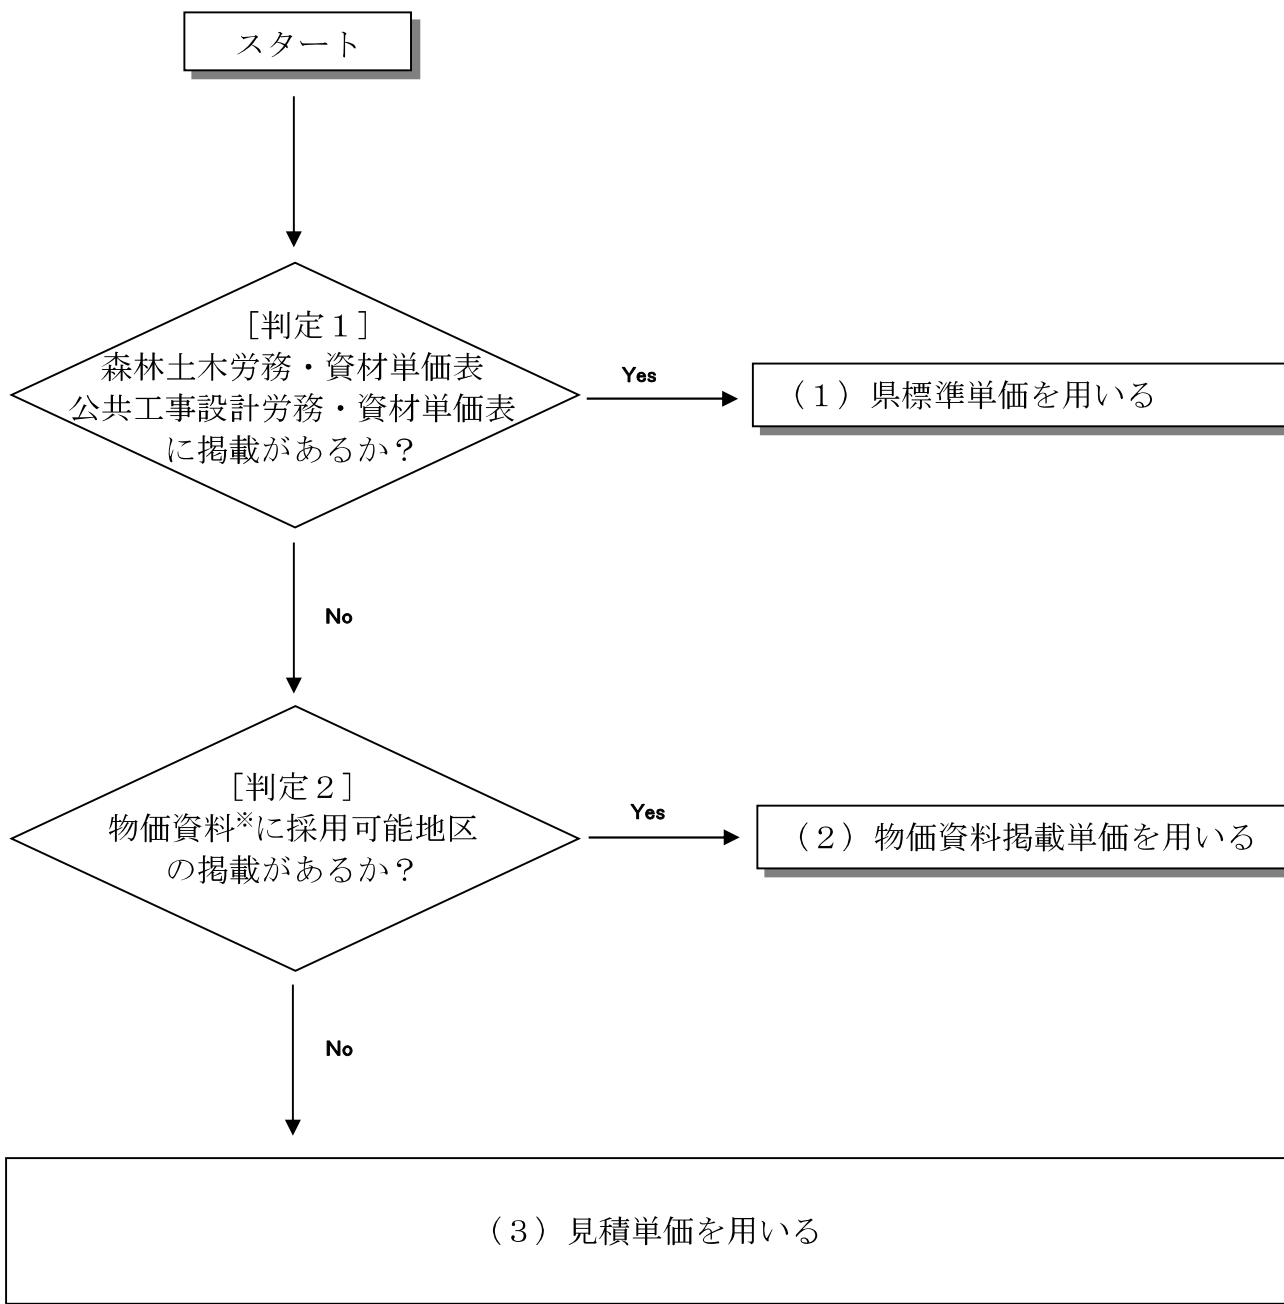 スタート
［判定１］
森林土木労務・資材単価表
公共工事設計労務・資材単価表
に掲載があるか？
Yes
（１）県標準単価を用いる
No
［判定２］
物価資料※に採用可能地区
の掲載があるか？
Yes
（２）物価資料掲載単価を用いる
No
（３）見積単価を用いる